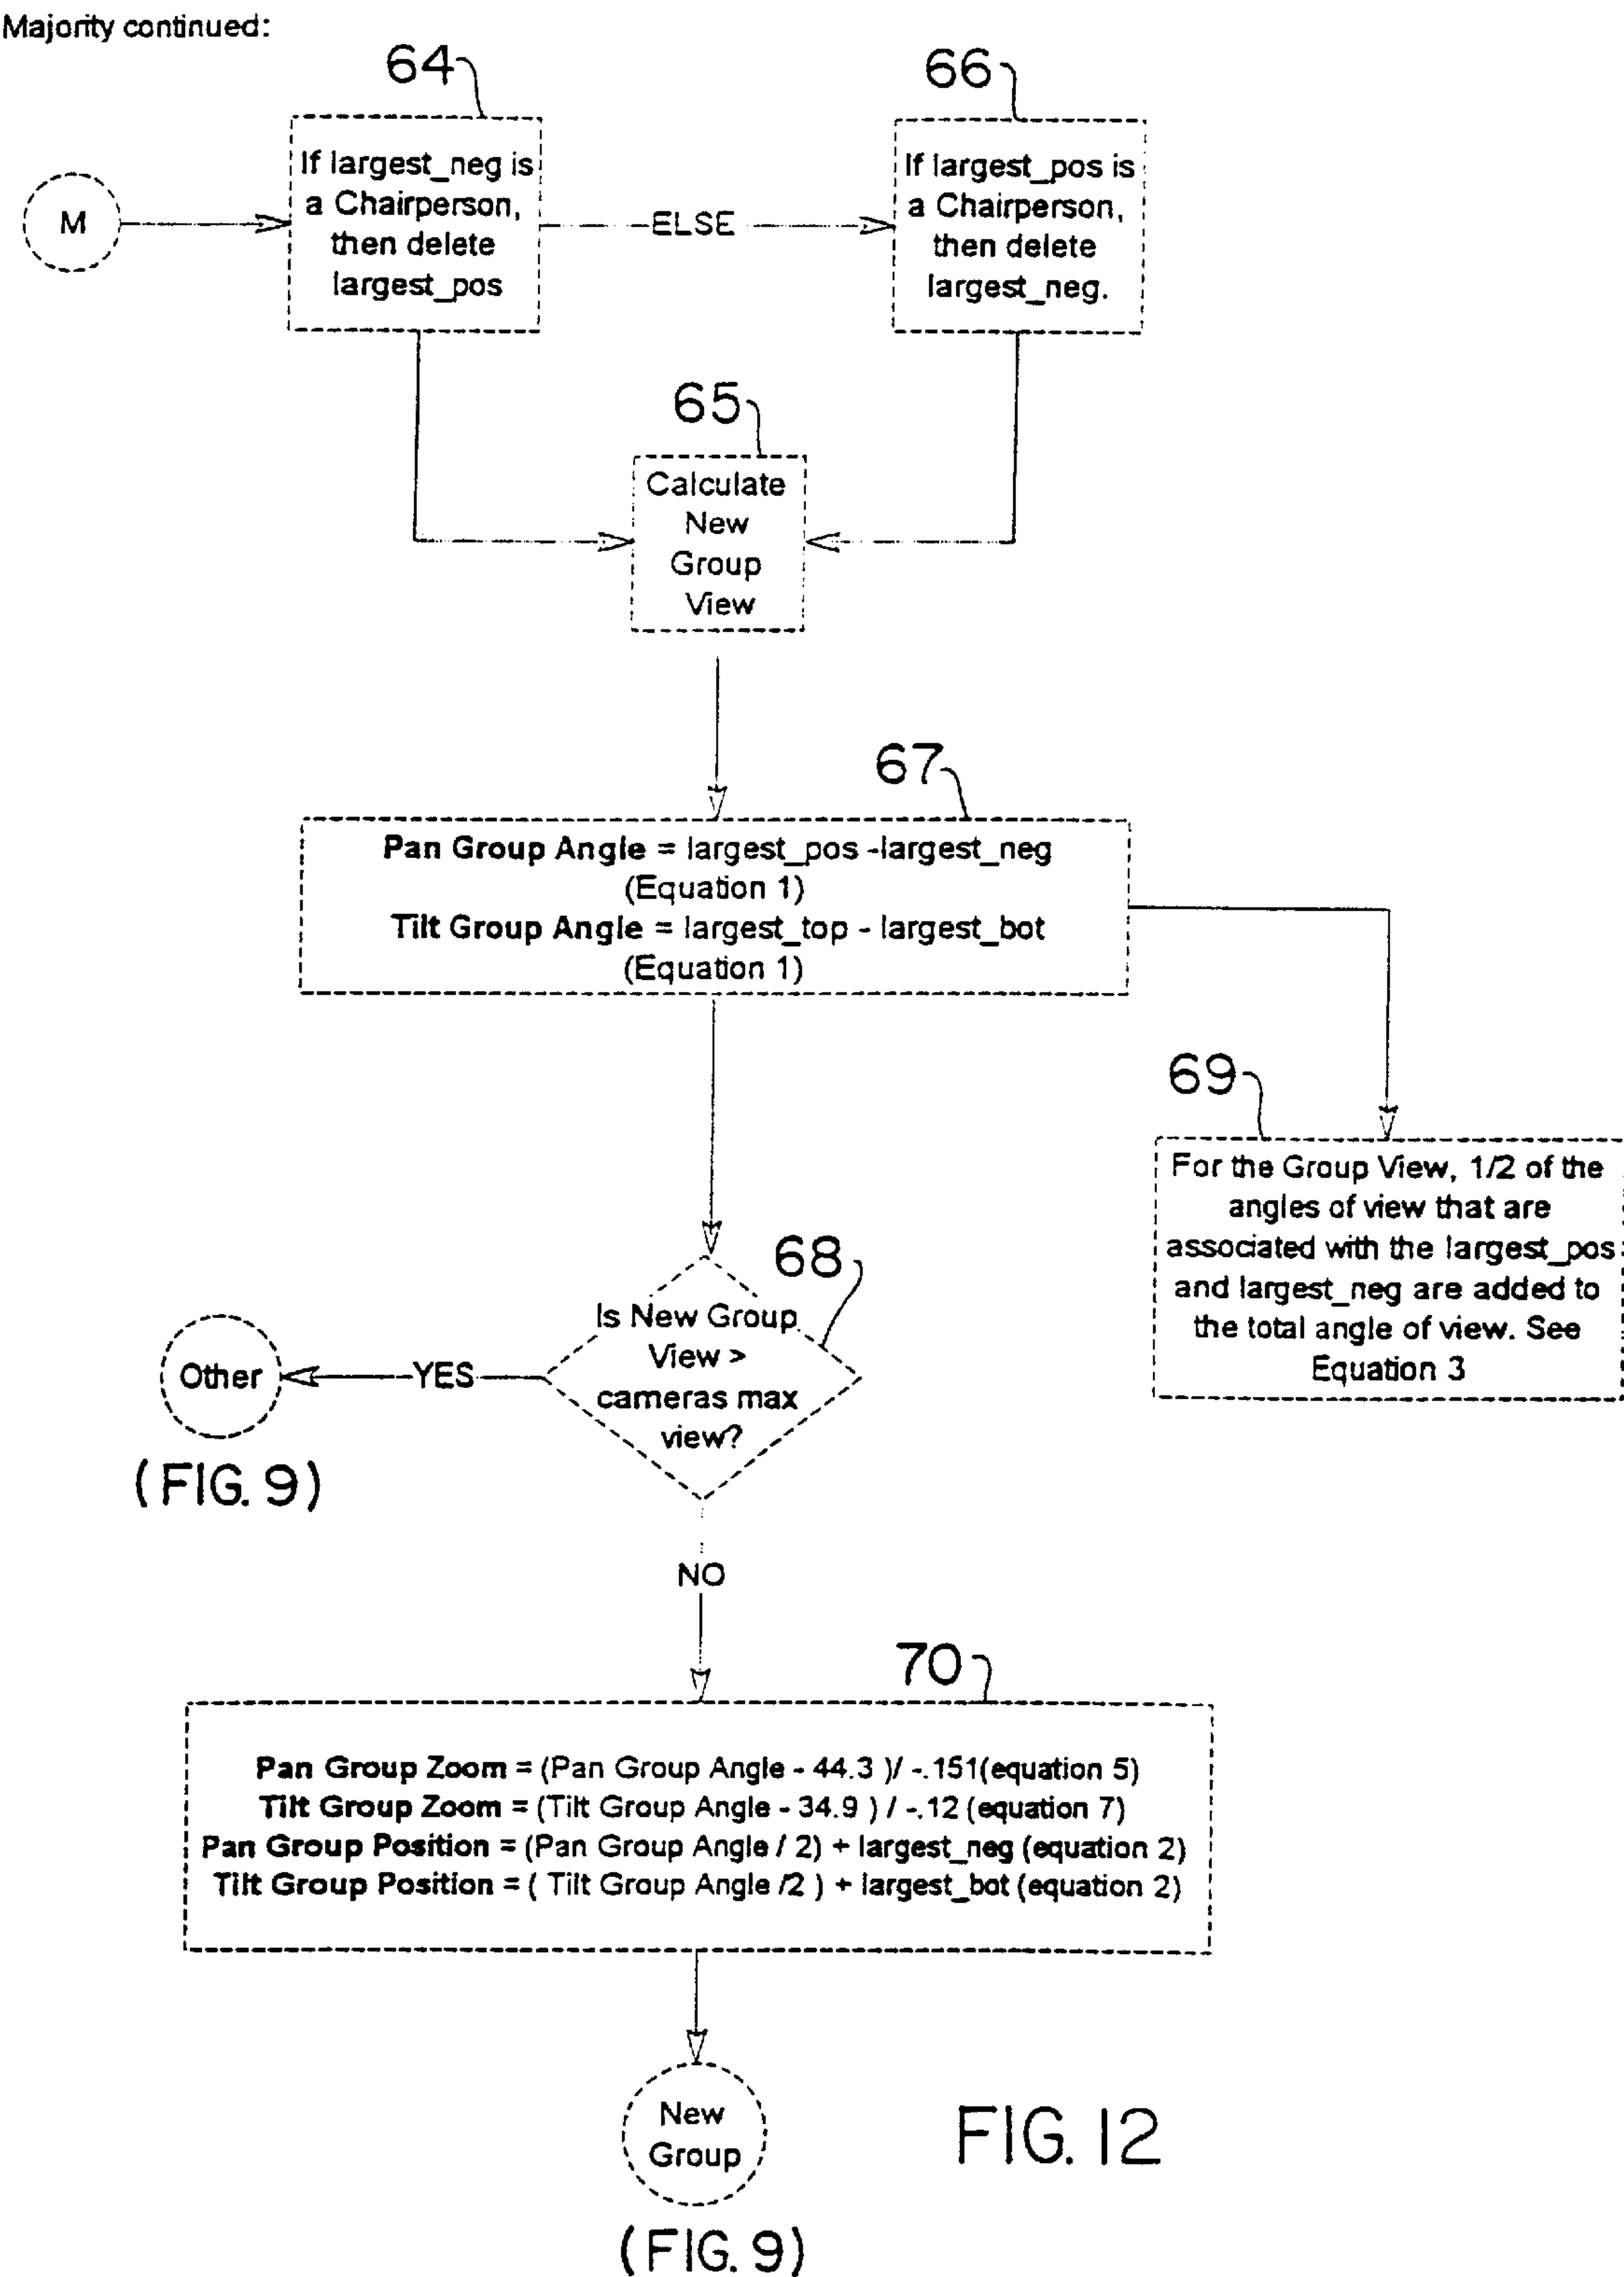 Majority continued:
64
66
M
If largest_neg is
a Chairperson,
then delete
largest_pos
ELSE
If largest_pos is
a Chairperson,
then delete
largest_neg.
65
Calculate
New
Group
View
67
Pan Group Angle = largest_pos -largest_neg
(Equation 1)
Tilt Group Angle = largest_top - largest_bot
(Equation 1)
69
For the Group View, 1/2 of the
angles of view that are
associated with the largest_pos
and largest_neg are added to
the total angle of view. See
Equation 3
68
Is New Group
View >
cameras max
view?
YES
Other
(FIG. 9)
NO
70
Pan Group Zoom = (Pan Group Angle - 44.3 )/ -.151(equation 5)
Tilt Group Zoom = (Tilt Group Angle - 34.9 ) / -.12 (equation 7)
Pan Group Position = (Pan Group Angle / 2) + largest_neg (equation 2)
Tilt Group Position = ( Tilt Group Angle /2 ) + largest_bot (equation 2)
New
Group
(FIG. 9)
FIG. 12